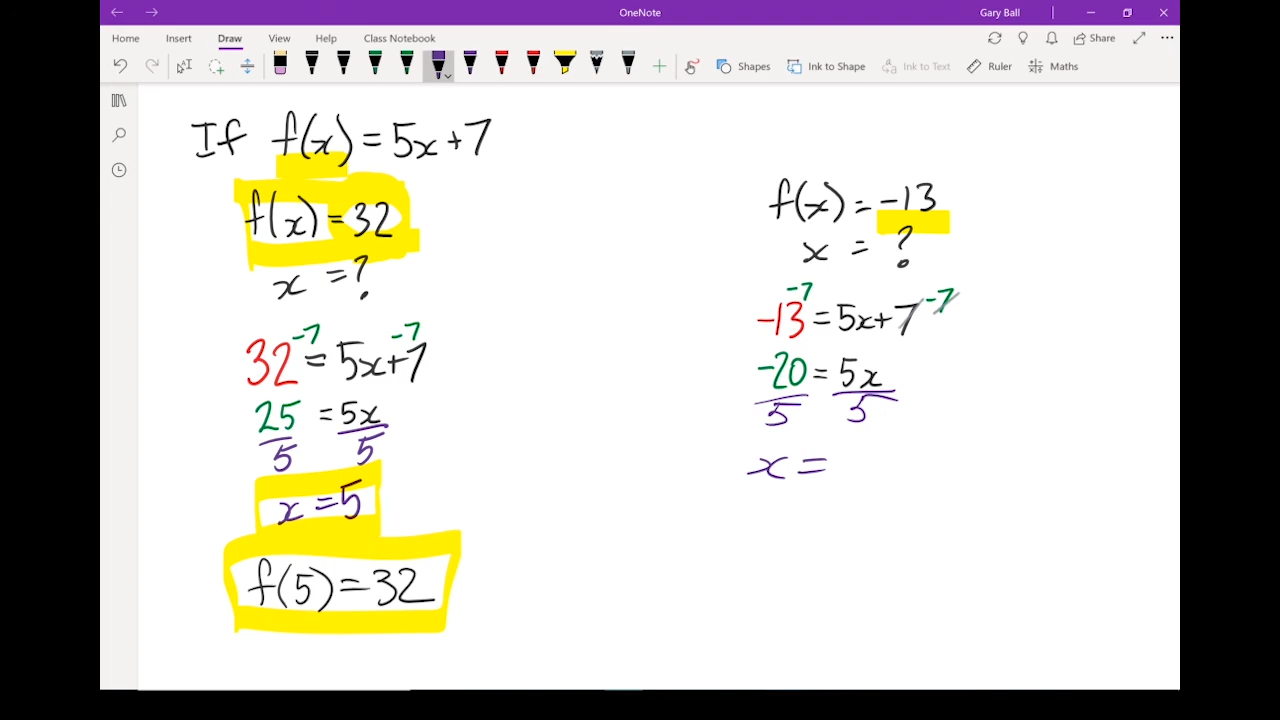 OneNote
Gary Ball
Home Insert Draw View Help Class Notebook
Share
Shapes Ink to Shape Ink to Text Ruler Maths
If f(x) = 5x + 7
f(x) = 32
x = ?
32 -7 = 5x + 7 -7
25 = 5x
5 5
x = 5
f(5) = 32
f(x) = -13
x = ?
-13 -7 = 5x + 7 -7
-20 = 5x
5 5
x =